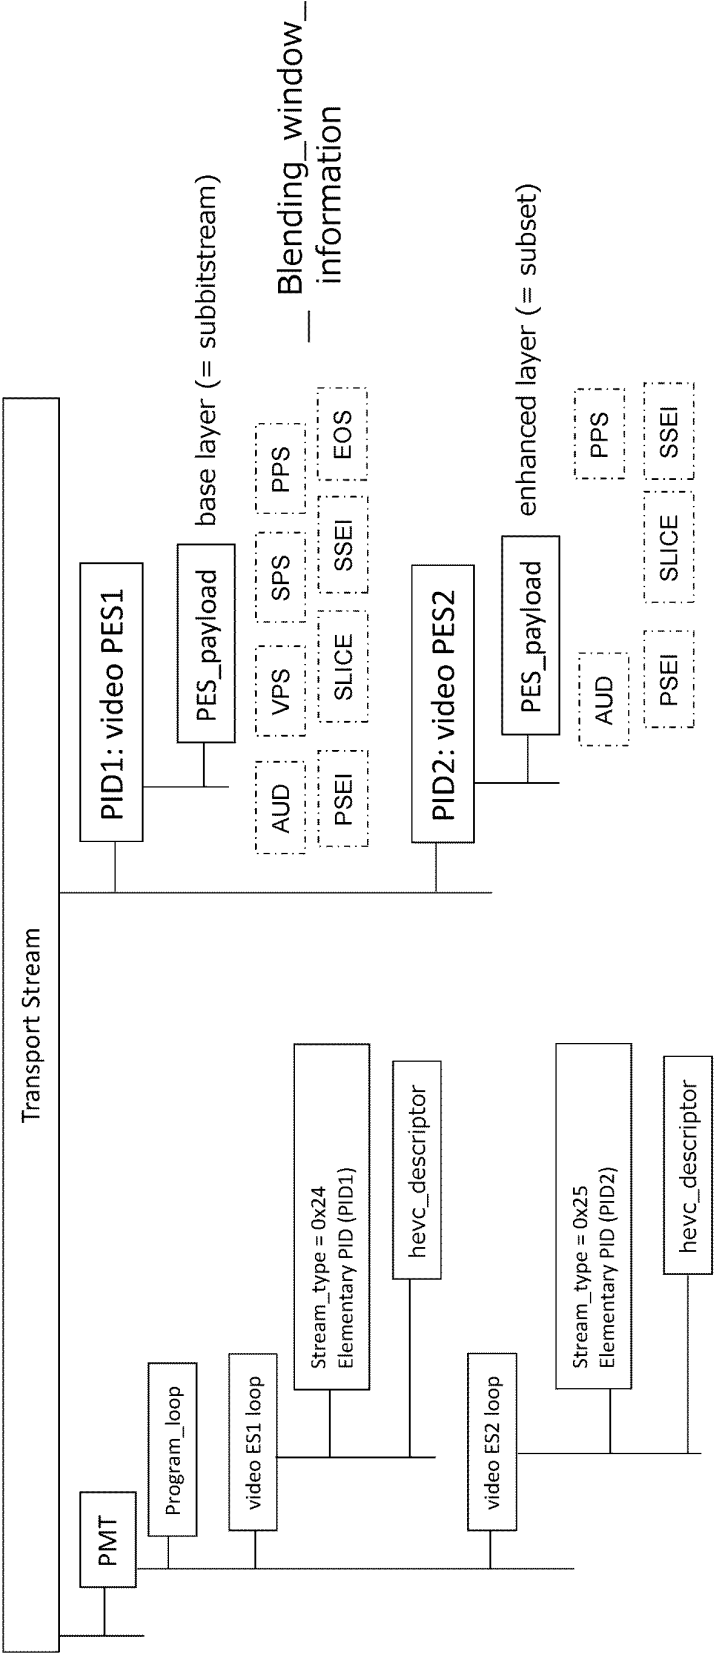 Transport Stream
PMT
Program_loop
video ES1 loop
Stream_type = 0x24
Elementary PID (PID1)
hevc_descriptor
video ES2 loop
Stream_type = 0x25
Elementary PID (PID2)
hevc_descriptor
PID1: video PES1
PES_payload
base layer (= subbitstream)
AUD
VPS
SPS
PPS
PSEI
SLICE
SSEI
EOS
Blending_window_
information
PID2: video PES2
PES_payload
enhanced layer (= subset)
AUD
PPS
PSEI
SLICE
SSEI